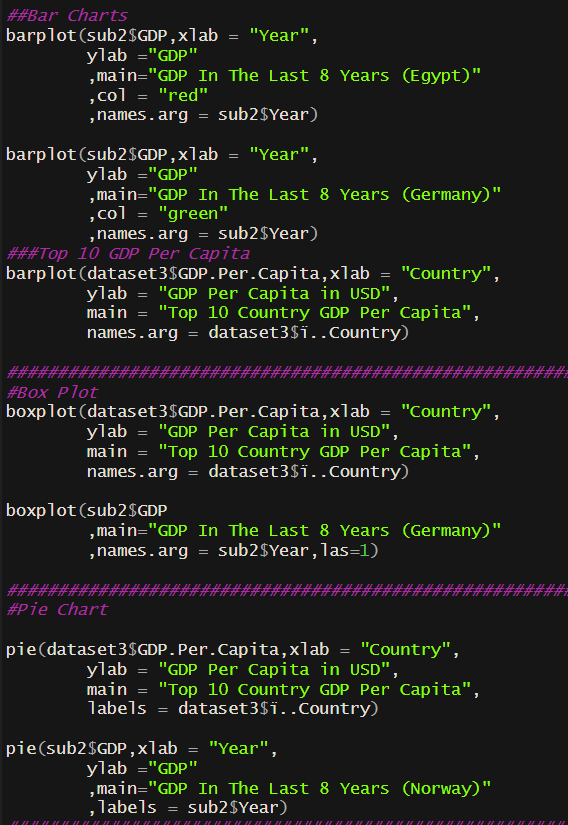 ##Bar Charts
barplot(sub2$GDP,xlab = "Year",
ylab ="GDP"
,main="GDP In The Last 8 Years (Egypt)"
,col = "red"
,names.arg = sub2$Year)
barplot(sub2$GDP,xlab = "Year",
ylab ="GDP"
,main="GDP In The Last 8 Years (Germany)"
,col = "green"
,names.arg = sub2$Year)
###Top 10 GDP Per Capita
barplot(dataset3$GDP.Per.Capita,xlab = "Country",
ylab = "GDP Per Capita in USD",
main = "Top 10 Country GDP Per Capita",
names.arg = dataset3$ï..Country)
########################################################
#Box Plot
boxplot(dataset3$GDP.Per.Capita,xlab = "Country",
ylab = "GDP Per Capita in USD",
main = "Top 10 Country GDP Per Capita",
names.arg = dataset3$ï..Country)
boxplot(sub2$GDP
,main="GDP In The Last 8 Years (Germany)"
,names.arg = sub2$Year,las=1)
########################################################
#Pie Chart
pie(dataset3$GDP.Per.Capita,xlab = "Country",
ylab = "GDP Per Capita in USD",
main = "Top 10 Country GDP Per Capita",
labels = dataset3$ï..Country)
pie(sub2$GDP,xlab = "Year",
ylab ="GDP"
,main="GDP In The Last 8 Years (Norway)"
,labels = sub2$Year)